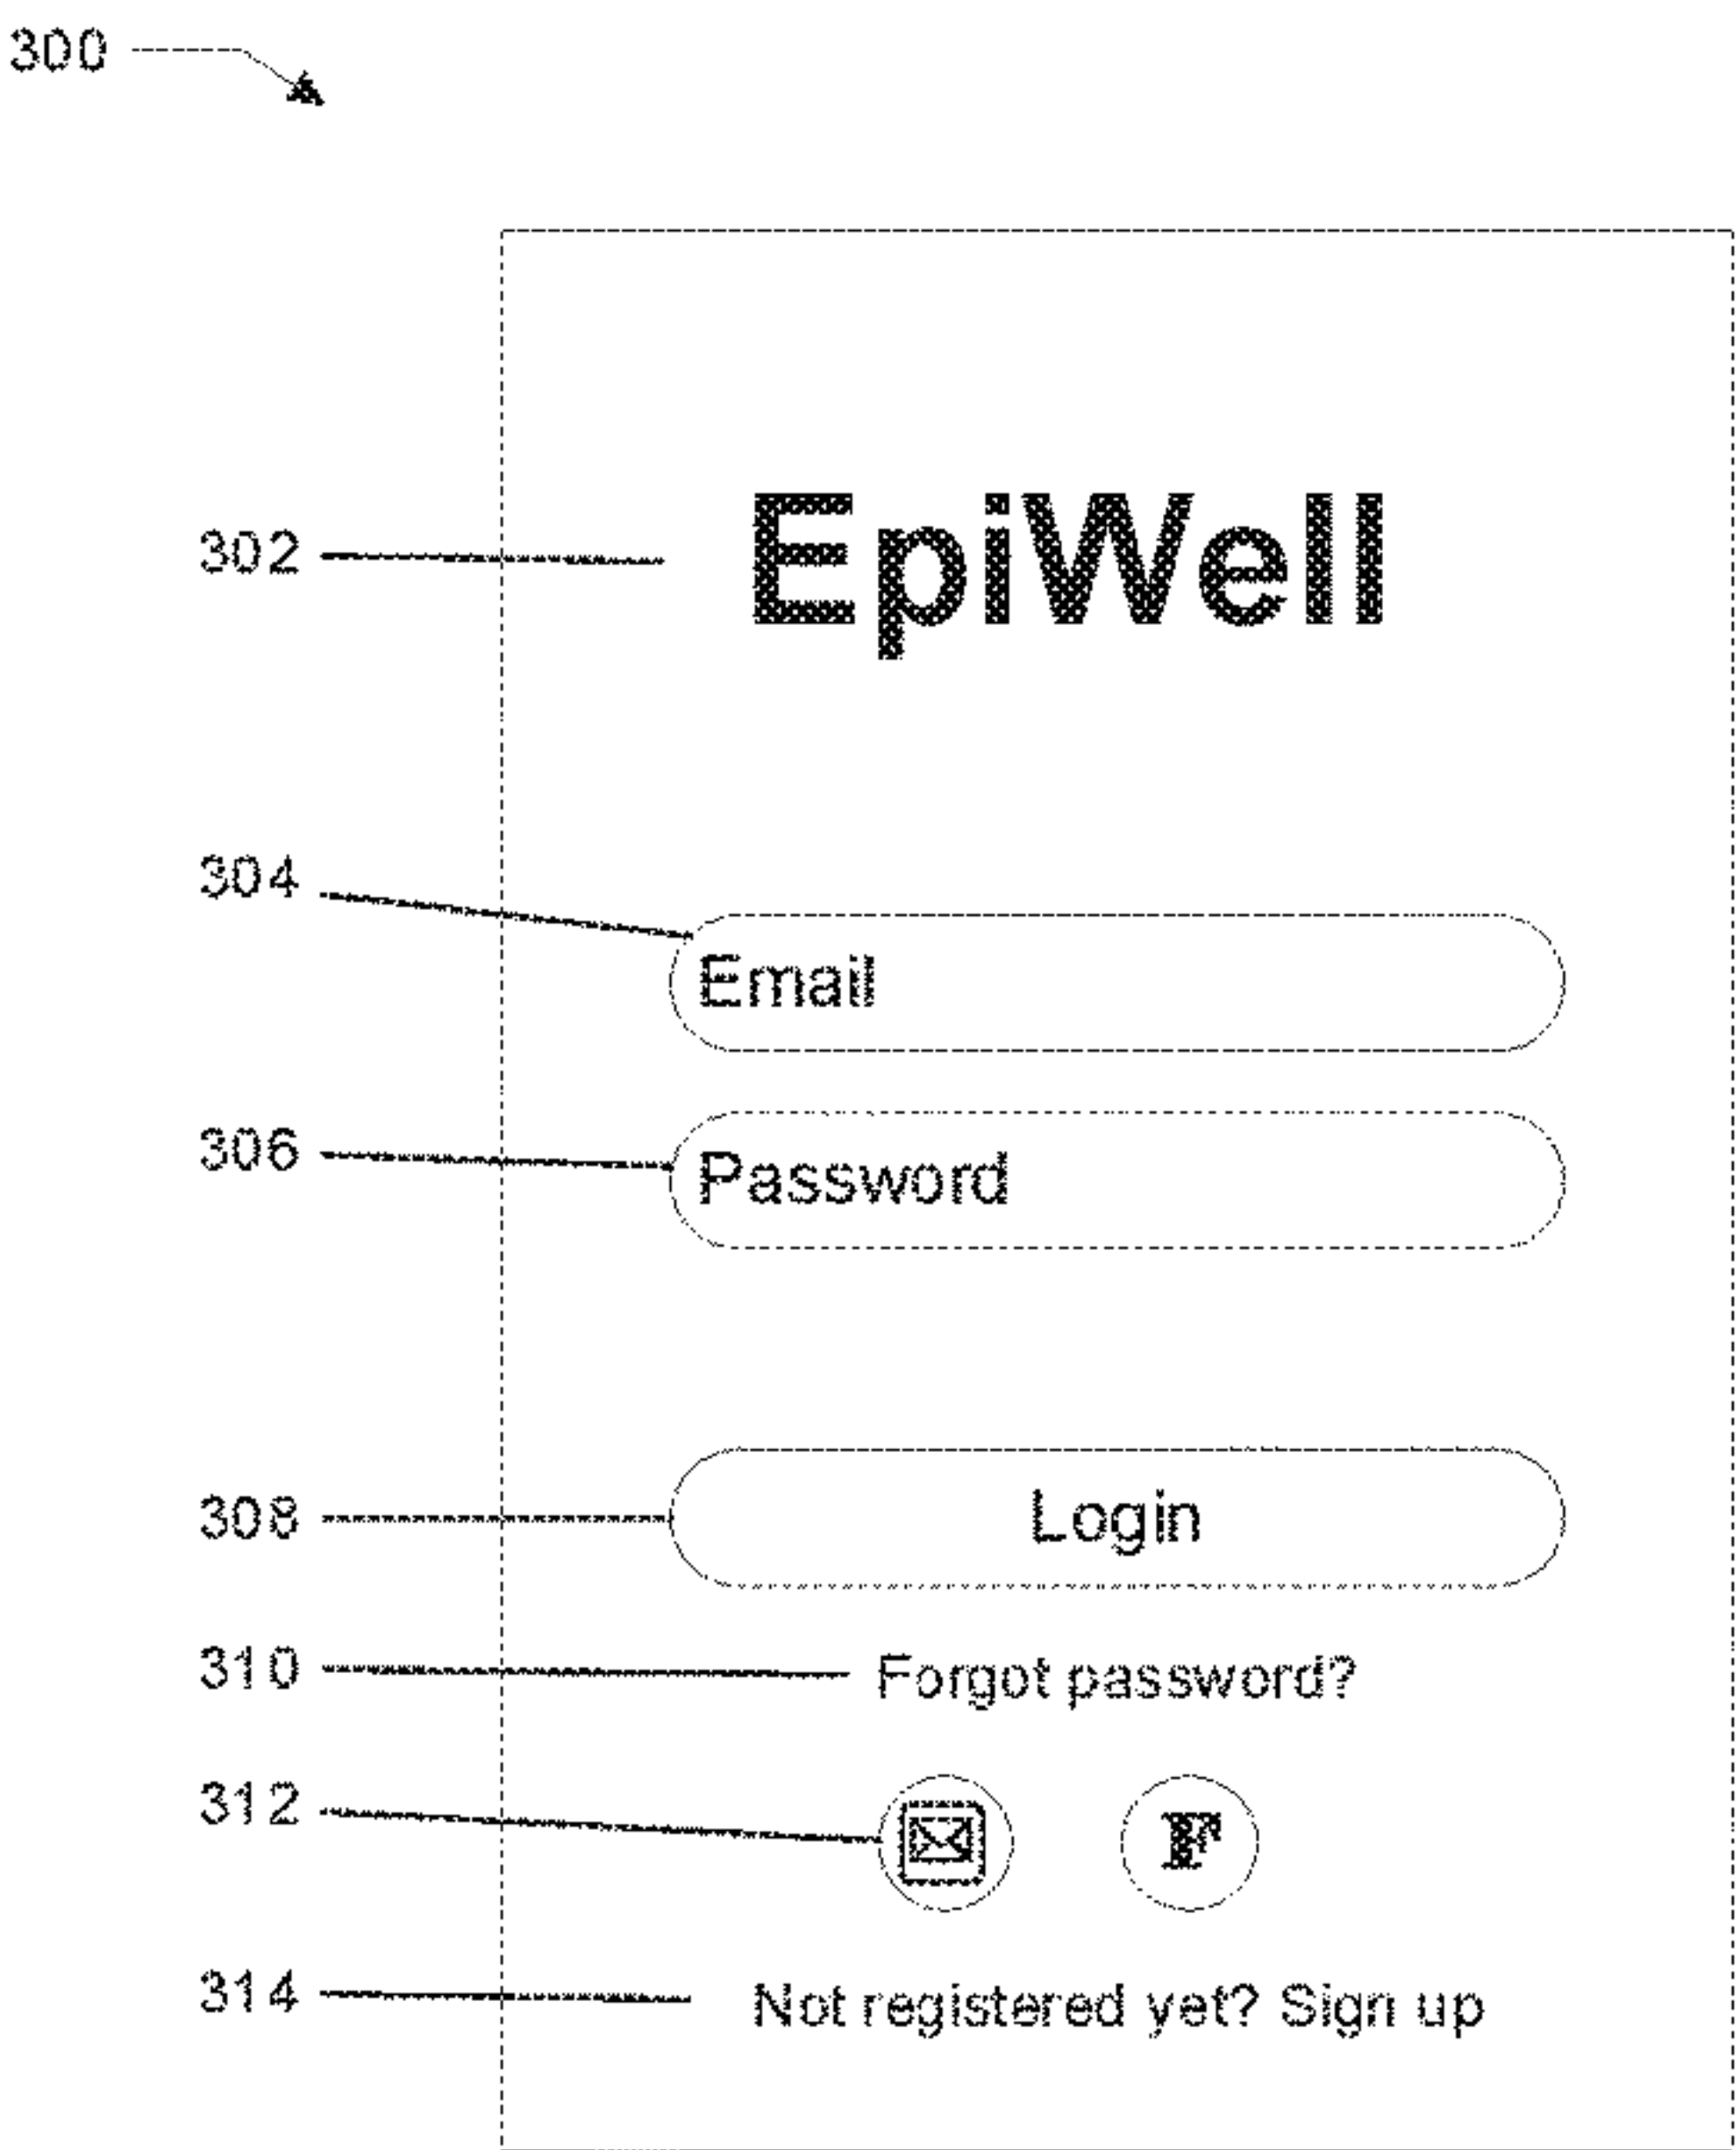 300
302 EpiWell
304
Email
306 Password
308 Login
310 Forgot password?
312 F
314 Not registered yet? Sign up